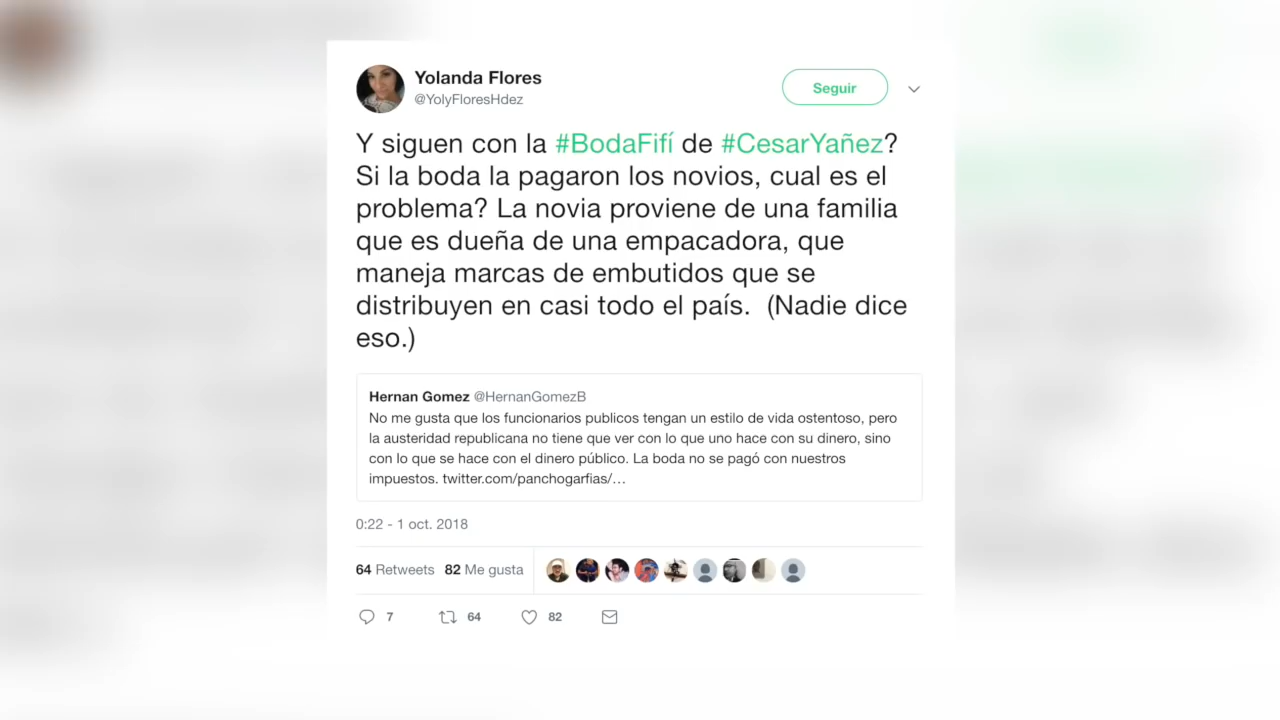 Yolanda Flores
@YolyFloresHdez
Seguir
Y siguen con la #BodaFifí de #CesarYañez?
Si la boda la pagaron los novios, cual es el
problema? La novia proviene de una familia
que es dueña de una empacadora, que
maneja marcas de embutidos que se
distribuyen en casi todo el país.  (Nadie dice
eso.)
Hernan Gomez @HernanGomezB
No me gusta que los funcionarios publicos tengan un estilo de vida ostentoso, pero
la austeridad republicana no tiene que ver con lo que uno hace con su dinero, sino
con lo que se hace con el dinero público. La boda no se pagó con nuestros
impuestos. twitter.com/panchogarfias/…
0:22 - 1 oct. 2018
64 Retweets 82 Me gusta
7 64 82